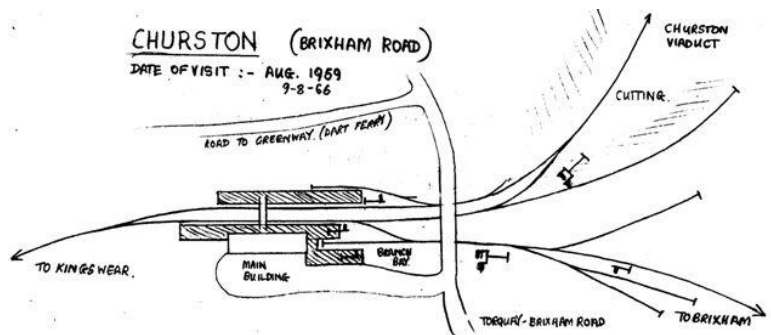 CHURSTON (BRIXHAM ROAD)
DATE OF VISIT :- AUG. 1959
9-8-66
CHURSTON
VIADUCT
CUTTING.
ROAD TO GREENWAY. (DART FERRY)
TO KINGSWEAR.
MAIN
BUILDING
BRANCH
BAY.
TORQUAY-BRIXHAM ROAD
TO BRIXHAM